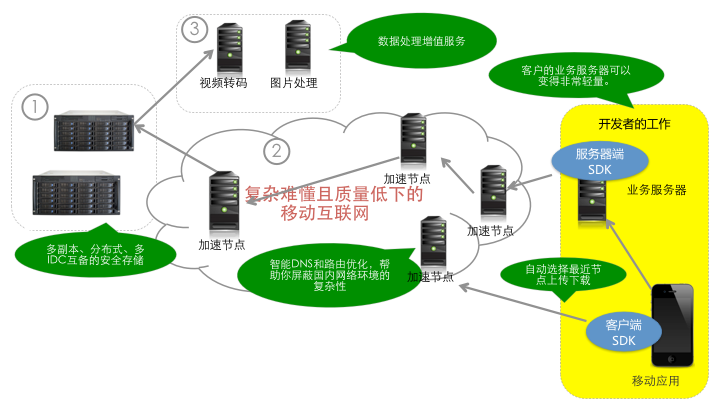 3
数据处理增值服务
视频转码
图片处理
客户的业务服务器可以
变得非常轻量。
1
开发者的工作
2
服务器端
SDK
加速节点
业务服务器
复杂难懂且质量低下的
移动互联网
加速节点
加速节点
多副本、分布式、多
IDC互备的安全存储
智能DNS和路由优化，帮
助你屏蔽国内网络环境的
复杂性
加速节点
自动选择最近节
点上传下载
客户端
SDK
移动应用